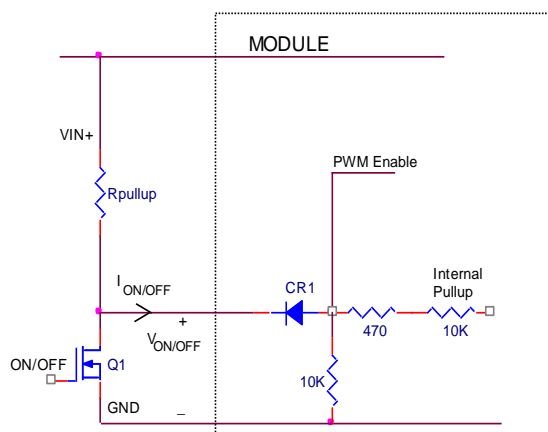 MODULE
VIN+
Rpullup
PWM Enable
I ON/OFF
CR1
Internal
Pullup
+
V ON/OFF
470
10K
ON/OFF
Q1
10K
GND
_